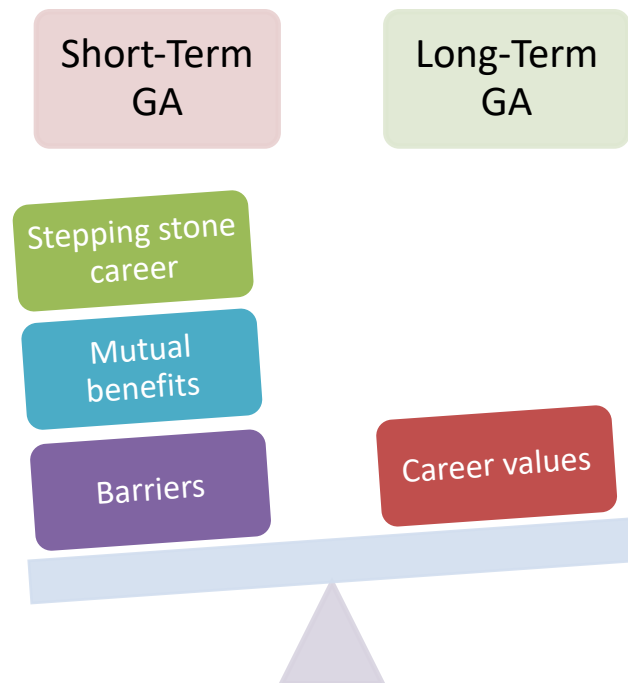 Short-Term
GA
Long-Term
GA
Stepping stone
career
Mutual
benefits
Barriers
Career values